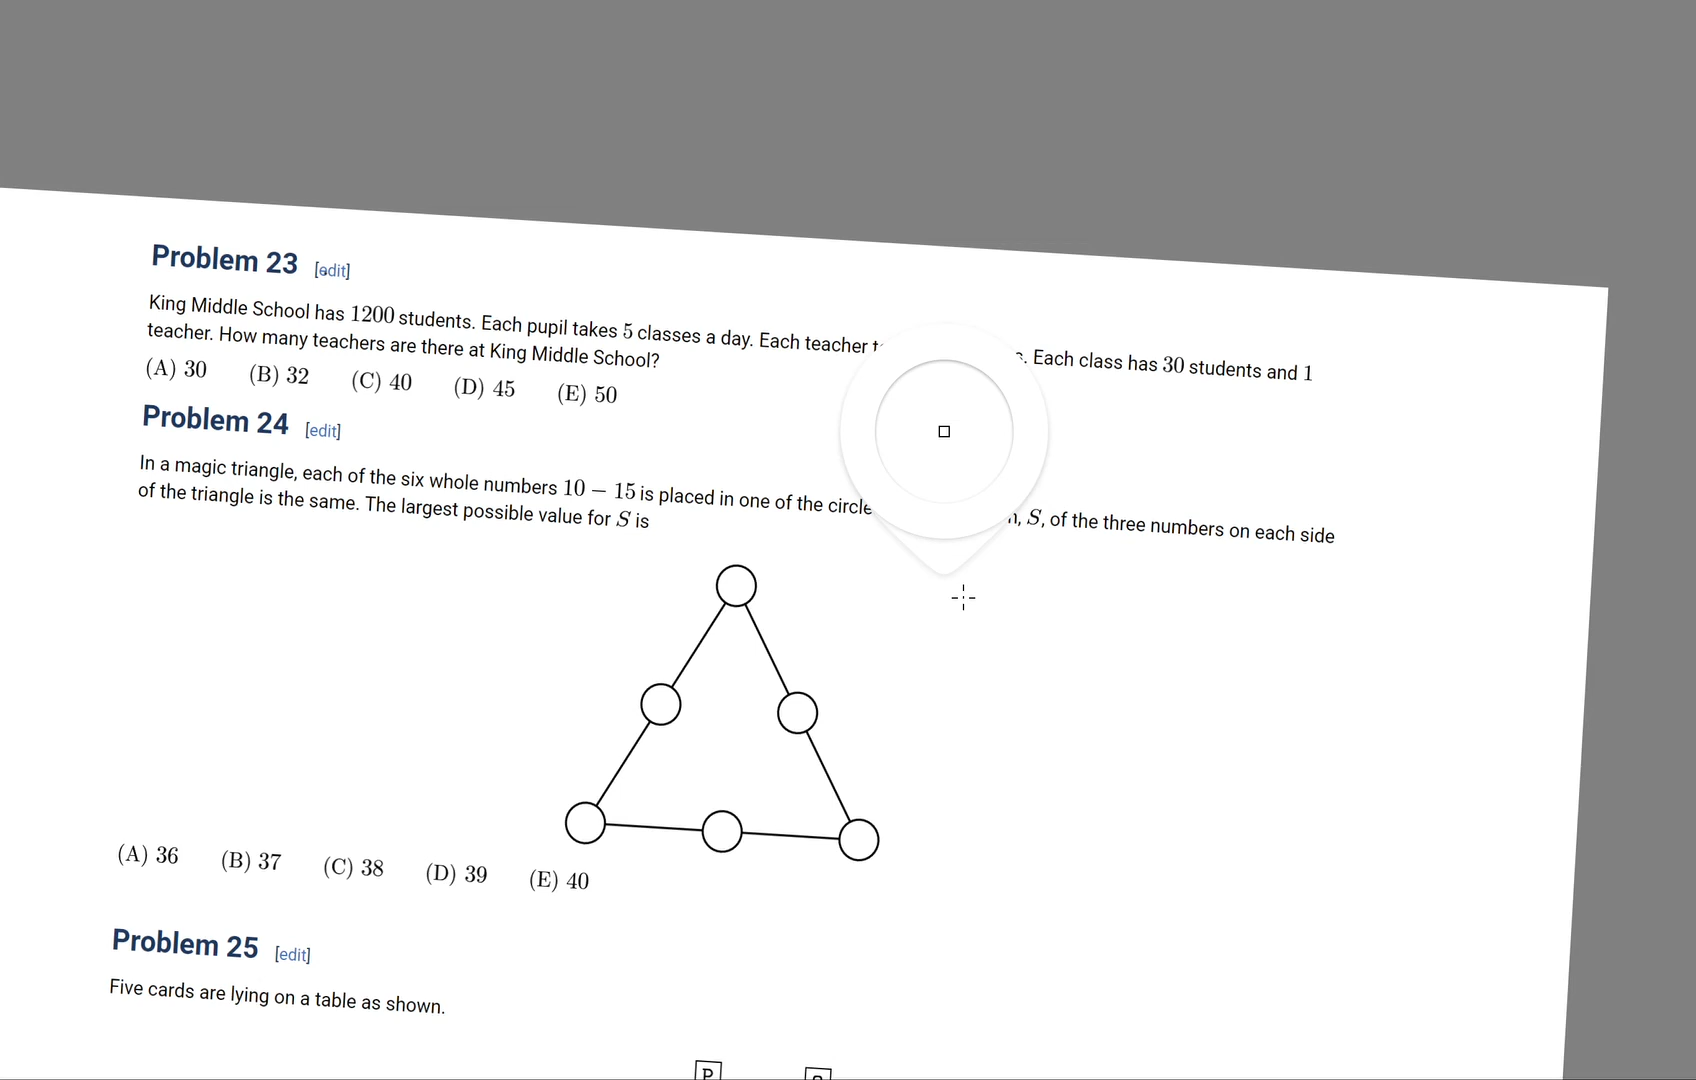 Problem 23 [edit]
King Middle School has 1200 students. Each pupil takes 5 classes a day. Each teacher . Each class has 30 students and 1
teacher. How many teachers are there at King Middle School?
(A) 30 (B) 32 (C) 40 (D) 45 (E) 50
Problem 24 [edit]
In a magic triangle, each of the six whole numbers 10 − 15 is placed in one of the , S, of the three numbers on each side
of the triangle is the same. The largest possible value for S is
(A) 36 (B) 37 (C) 38 (D) 39 (E) 40
Problem 25 [edit]
Five cards are lying on a table as shown.
P